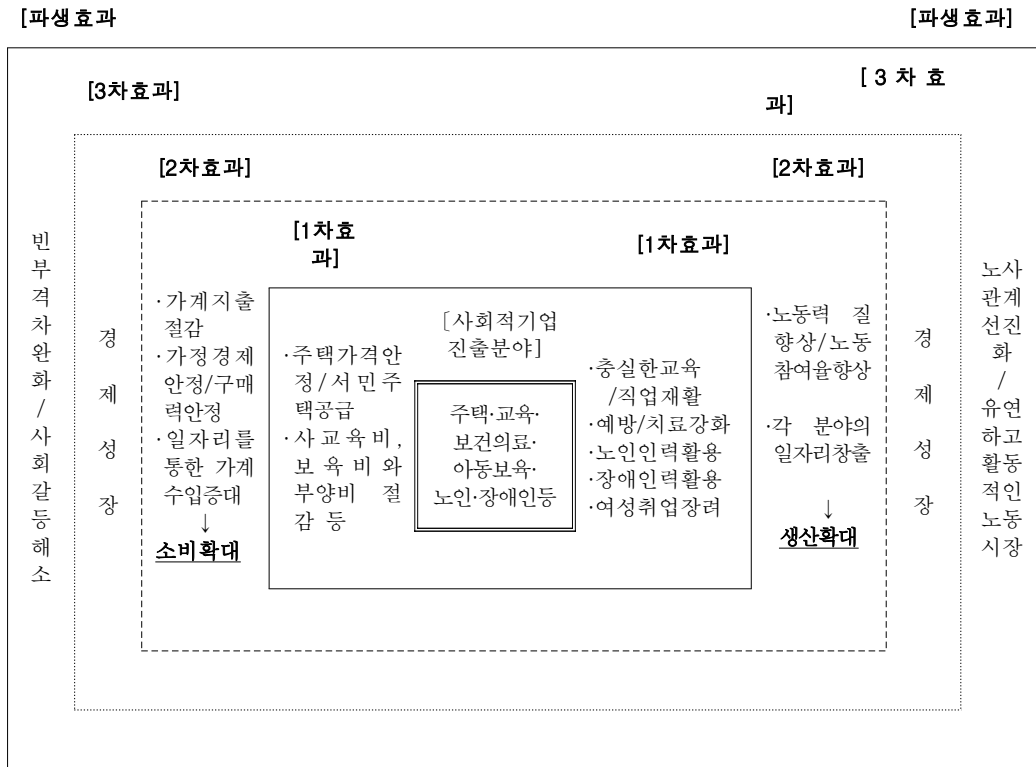 [파생효과
[파생효과]
[3차효과]
[ 3 차 효
과]
[2차효과]
[2차효과]
[1차효
과]
[1차효과]
빈
부
격
차
완
화
/
사
회
갈
등
해
소
경
제
성
장
·가계지출
절감
·가정경제
안정/구매
력안정
·일자리를
통한 가계
수입증대
↓
소비확대
·주택가격안
정/서민주
택공급
·사교육비,
보육비와
부양비 절
감 등
[사회적기업
진출분야]
주택·교육·
보건의료·
아동보육·
노인·장애인등
·충실한교육
/직업재활
·예방/치료강화
·노인인력활용
·장애인력활용
·여성취업장려
·노동력 질
향상/노동
참여율향상
·각 분야의
일자리창출
↓
생산확대
경
제
성
장
노사
관계
선진
화
/
유연
하고
활동
적인
노동
시장